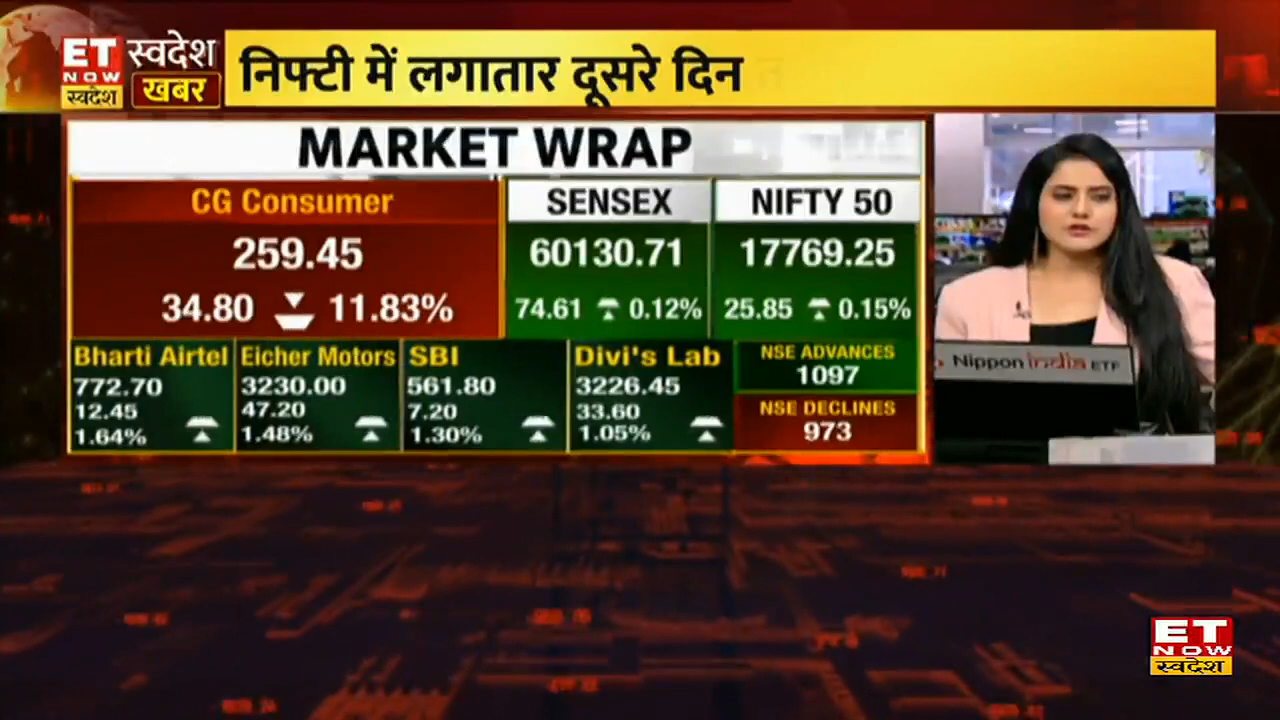 ET
NOW
स्वदेश
स्वदेश
खबर
निफ्टी में लगातार दूसरे दिन
MARKET WRAP
CG Consumer
259.45
34.80 11.83%
SENSEX
60130.71
74.61 0.12%
NIFTY 50
17769.25
25.85 0.15%
Bharti Airtel
772.70
12.45
1.64%
Eicher Motors
3230.00
47.20
1.48%
SBI
561.80
7.20
1.30%
Divi's Lab
3226.45
33.60
1.05%
NSE ADVANCES
1097
NSE DECLINES
973
Nippon india ETF
ET
NOW
स्वदेश